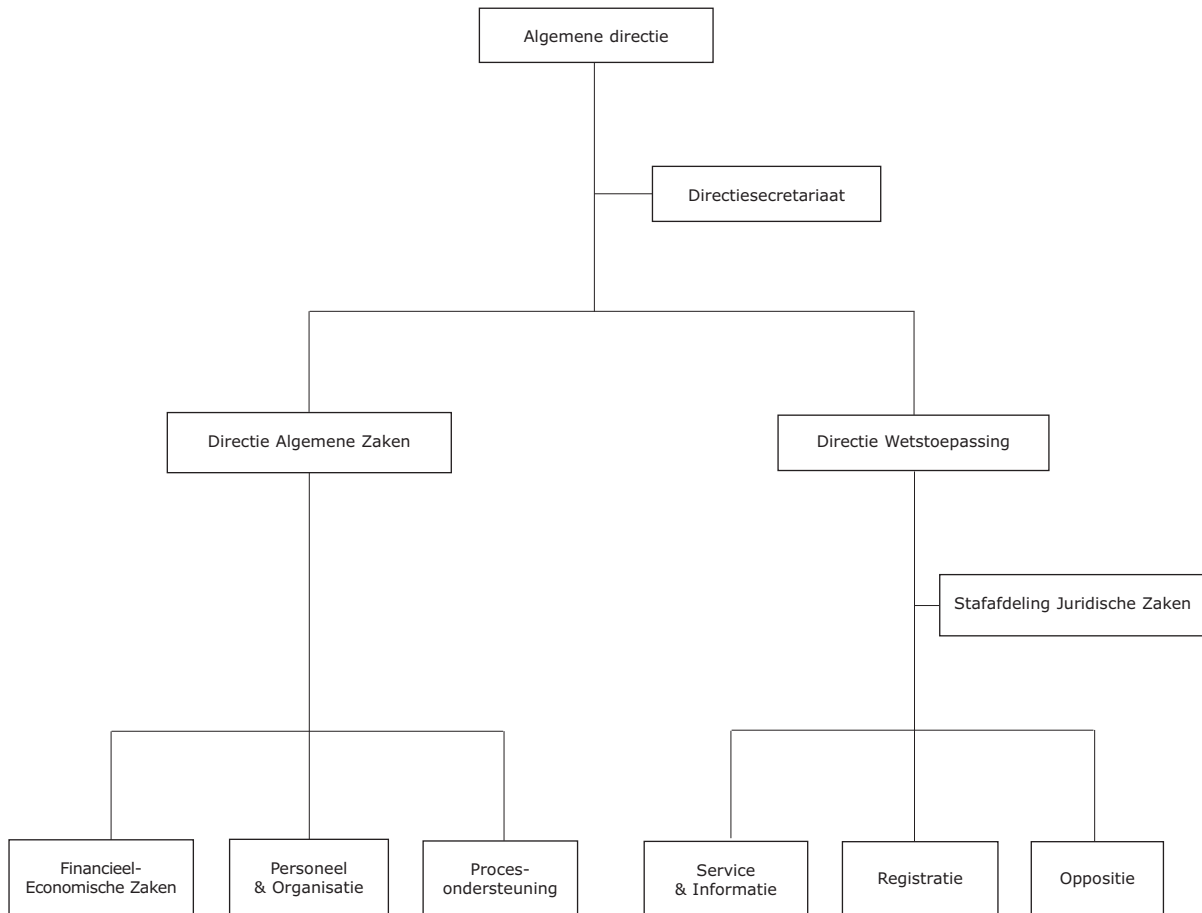 Algemene directie
Directiesecretariaat
Directie Algemene Zaken
Directie Wetstoepassing
Stafafdeling Juridische Zaken
Financieel-
Economische Zaken
Personeel
& Organisatie
Proces-
ondersteuning
Service
& Informatie
Registratie
Oppositie